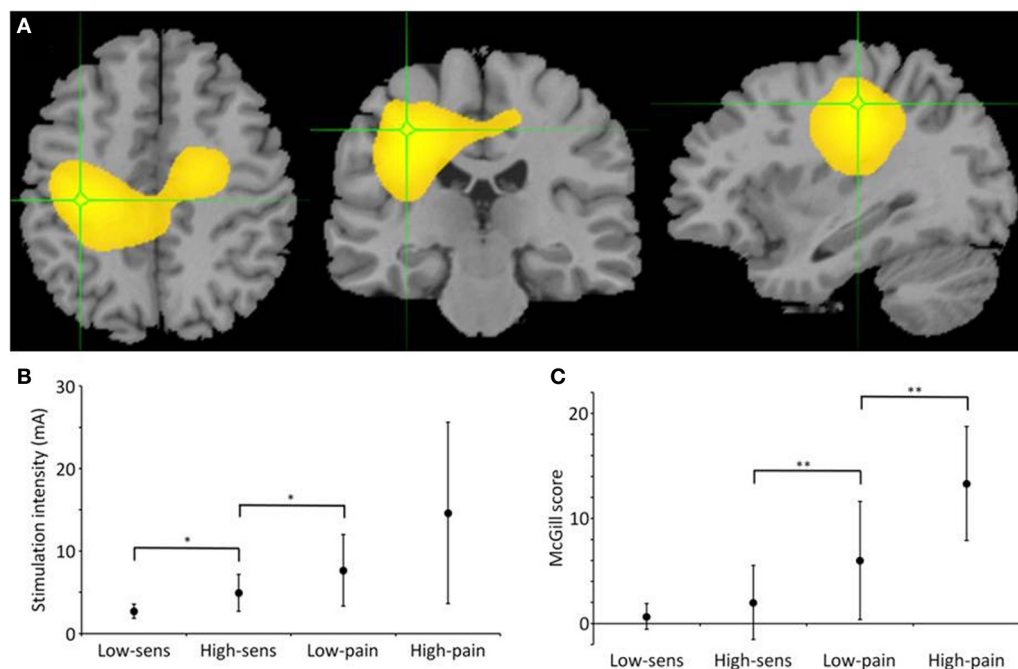 A
B
Stimulation intensity (mA)
30
20
10
0
*
*
Low-sens High-sens Low-pain High-pain
C
McGill score
20
10
0
**
**
Low-sens High-sens Low-pain High-pain